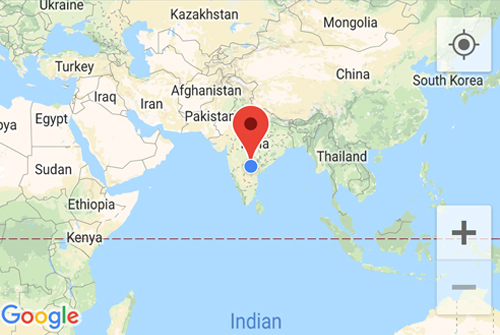 Ukraine
Kazakhstan
Mongolia
Turkey
China
South Korea
Afghanistan
Iraq
Iran
Egypt
Pakistan
ya
ia
Sudan
Thailand
Ethiopia
Kenya
Google
Indian